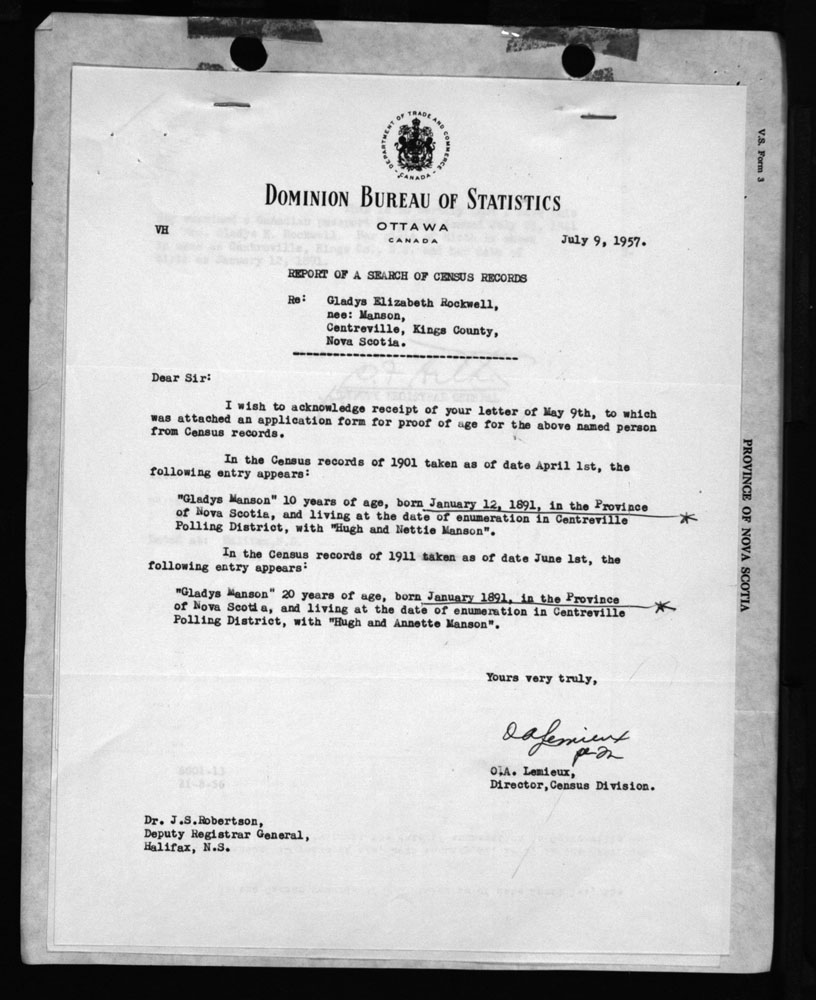 DEPARTMENT OF TRADE AND COMMERCE
CANADA
DOMINION BUREAU OF STATISTICS
OTTAWA
CANADA
VH
July 9, 1957.
REPORT OF A SEARCH OF CENSUS RECORDS
Re: Gladys Elizabeth Rockwell,
nee: Manson,
Centreville, Kings County,
Nova Scotia.
Dear Sir:
I wish to acknowledge receipt of your letter of May 9th, to which
was attached an application form for proof of age for the above named person
from Census records.
In the Census records of 1901 taken as of date April 1st, the
following entry appears:
"Gladys Manson" 10 years of age, born January 12, 1891, in the Province
of Nova Scotia, and living at the date of enumeration in Centreville
Polling District, with "Hugh and Nettie Manson".
In the Census records of 1911 taken as of date June 1st, the
following entry appears:
"Gladys Manson" 20 years of age, born January 1891, in the Province
of Nova Scotia, and living at the date of enumeration in Centreville
Polling District, with "Hugh and Annette Manson".
Yours very truly,
O A Lemieux
O.A. Lemieux,
Director,Census Division.
Dr. J.S.Robertson,
Deputy Registrar General,
Halifax, N.S.
V.S. Form 3
PROVINCE OF NOVA SCOTIA